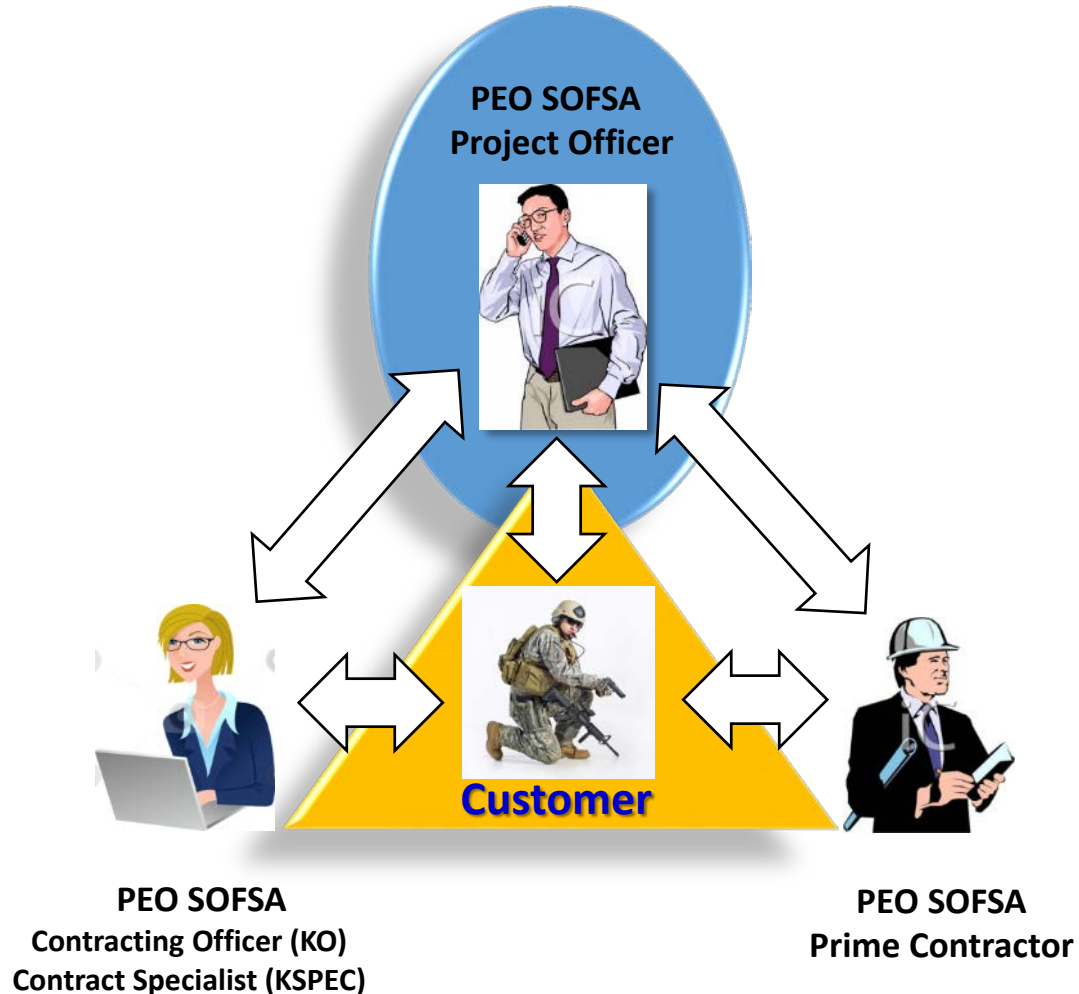 PEO SOFSA
Project Officer
Customer
PEO SOFSA
Contracting Officer (KO)
Contract Specialist (KSPEC)
PEO SOFSA
Prime Contractor